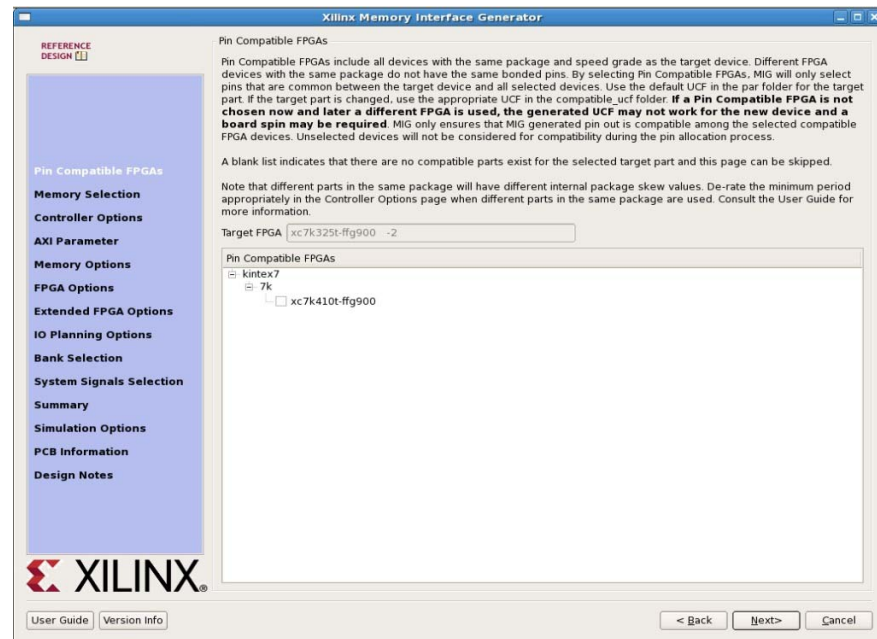 Xilinx Memory Interface Generator
REFERENCE
DESIGN
Pin Compatible FPGAs
Memory Selection
Controller Options
AXI Parameter
Memory Options
FPGA Options
Extended FPGA Options
IO Planning Options
Bank Selection
System Signals Selection
Summary
Simulation Options
PCB Information
Design Notes
XILINX®
Pin Compatible FPGAs
Pin Compatible FPGAs include all devices with the same package and speed grade as the target device. Different FPGA
devices with the same package do not have the same bonded pins. By selecting Pin Compatible FPGAs, MIG will only select
pins that are common between the target device and all selected devices. Use the default UCF in the par folder for the target
part. If the target part is changed, use the appropriate UCF in the compatible_ucf folder. If a Pin Compatible FPGA is not
chosen now and later a different FPGA is used, the generated UCF may not work for the new device and a
board spin may be required. MIG only ensures that MIG generated pin out is compatible among the selected compatible
FPGA devices. Unselected devices will not be considered for compatibility during the pin allocation process.
A blank list indicates that there are no compatible parts exist for the selected target part and this page can be skipped.
Note that different parts in the same package will have different internal package skew values. De-rate the minimum period
appropriately in the Controller Options page when different parts in the same package are used. Consult the User Guide for
more information.
Target FPGA xc7k325t-ffg900 -2
Pin Compatible FPGAs
kintex7
7k
xc7k410t-ffg900
User Guide Version Info < Back Next> Cancel